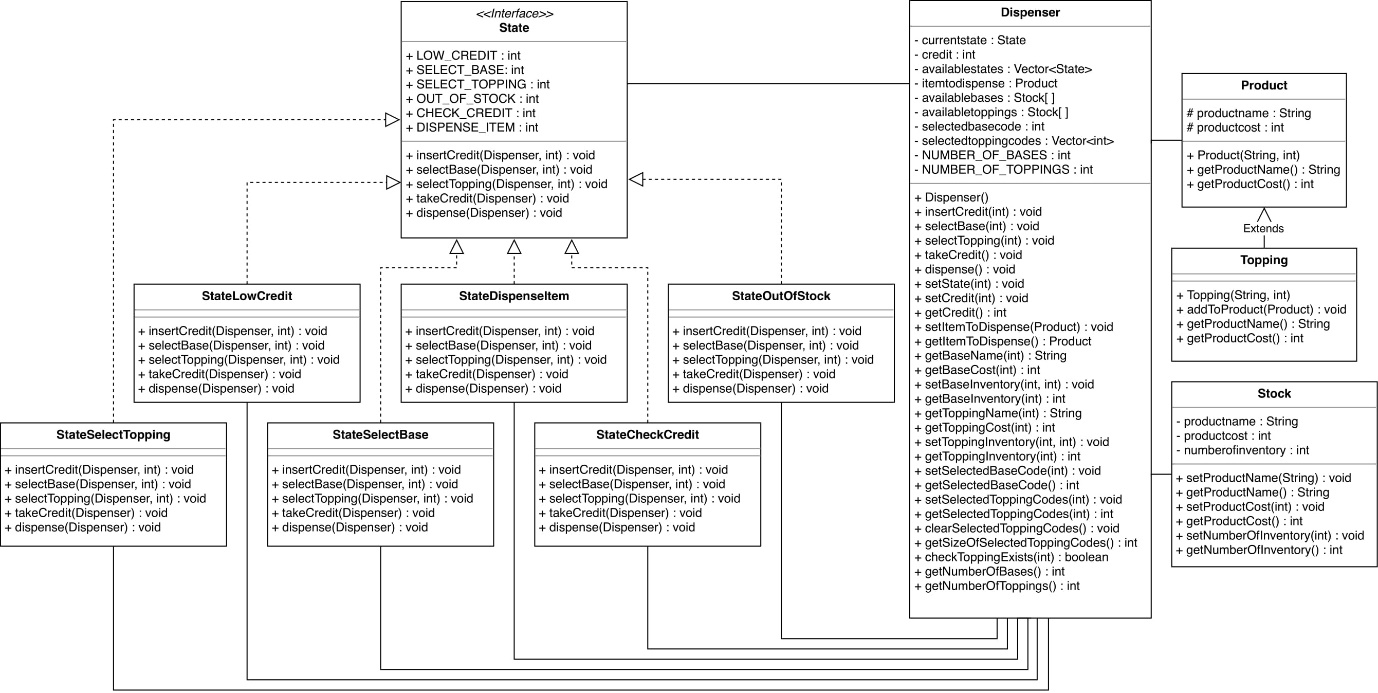 <<Interface>>
State
+ LOW_CREDIT : int
+ SELECT_BASE: int
+ SELECT_TOPPING : int
+ OUT_OF_STOCK : int
+ CHECK_CREDIT : int
+ DISPENSE_ITEM : int
+ insertCredit(Dispenser, int) : void
+ selectBase(Dispenser, int) : void
+ selectTopping(Dispenser, int) : void
+ takeCredit(Dispenser) : void
+ dispense(Dispenser) : void
Dispenser
- currentstate : State
- credit : int
- availablestates : Vector<State>
- itemtodispense : Product
- availablebases : Stock[ ]
- availabletoppings : Stock[ ]
- selectedbasecode : int
- selectedtoppingcodes : Vector<int>
- NUMBER_OF_BASES : int
- NUMBER_OF_TOPPINGS : int
+ Dispenser()
+ insertCredit(int) : void
+ selectBase(int) : void
+ selectTopping(int) : void
+ takeCredit() : void
+ dispense() : void
+ setState(int) : void
+ setCredit(int) : void
+ getCredit() : int
+ setItemToDispense(Product) : void
+ getItemToDispense() : Product
+ getBaseName(int) : String
+ getBaseCost(int) : int
+ setBaseInventory(int, int) : void
+ getBaseInventory(int) : int
+ getToppingName(int) : String
+ getToppingCost(int) : int
+ setToppingInventory(int, int) : void
+ getToppingInventory(int) : int
+ setSelectedBaseCode(int) : void
+ getSelectedBaseCode() : int
+ setSelectedToppingCodes(int) : void
+ getSelectedToppingCodes(int) : int
+ clearSelectedToppingCodes() : void
+ getSizeOfSelectedToppingCodes() : int
+ checkToppingExists(int) : boolean
+ getNumberOfBases() : int
+ getNumberOfToppings() : int
Product
# productname : String
# productcost : int
+ Product(String, int)
+ getProductName() : String
+ getProductCost() : int
Extends
Topping
+ Topping(String, int)
+ addToProduct(Product) : void
+ getProductName() : String
+ getProductCost() : int
Stock
- productname : String
- productcost : int
- numberofinventory : int
+ setProductName(String) : void
+ getProductName() : String
+ setProductCost(int) : void
+ getProductCost() : int
+ setNumberOfInventory(int) : void
+ getNumberOfInventory() : int
StateLowCredit
+ insertCredit(Dispenser, int) : void
+ selectBase(Dispenser, int) : void
+ selectTopping(Dispenser, int) : void
+ takeCredit(Dispenser) : void
+ dispense(Dispenser) : void
StateDispenseItem
+ insertCredit(Dispenser, int) : void
+ selectBase(Dispenser, int) : void
+ selectTopping(Dispenser, int) : void
+ takeCredit(Dispenser) : void
+ dispense(Dispenser) : void
StateOutOfStock
+ insertCredit(Dispenser, int) : void
+ selectBase(Dispenser, int) : void
+ selectTopping(Dispenser, int) : void
+ takeCredit(Dispenser) : void
+ dispense(Dispenser) : void
StateSelectTopping
+ insertCredit(Dispenser, int) : void
+ selectBase(Dispenser, int) : void
+ selectTopping(Dispenser, int) : void
+ takeCredit(Dispenser) : void
+ dispense(Dispenser) : void
StateSelectBase
+ insertCredit(Dispenser, int) : void
+ selectBase(Dispenser, int) : void
+ selectTopping(Dispenser, int) : void
+ takeCredit(Dispenser) : void
+ dispense(Dispenser) : void
StateCheckCredit
+ insertCredit(Dispenser, int) : void
+ selectBase(Dispenser, int) : void
+ selectTopping(Dispenser, int) : void
+ takeCredit(Dispenser) : void
+ dispense(Dispenser) : void